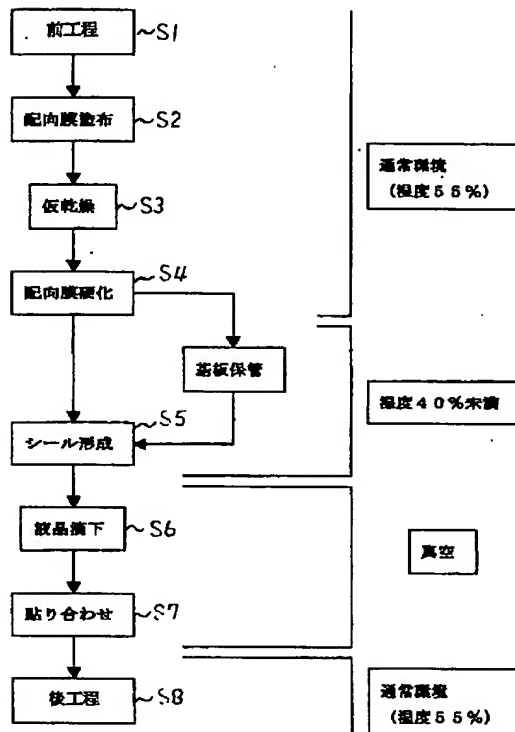 前工程
S1
配向膜塗布
S2
通常環境
(湿度55%)
仮乾燥
S3
配向膜硬化
S4
基板保管
湿度40%未満
シール形成
S5
液晶滴下
S6
真空
貼り合わせ
S7
後工程
S8
通常環境
(湿度55%)